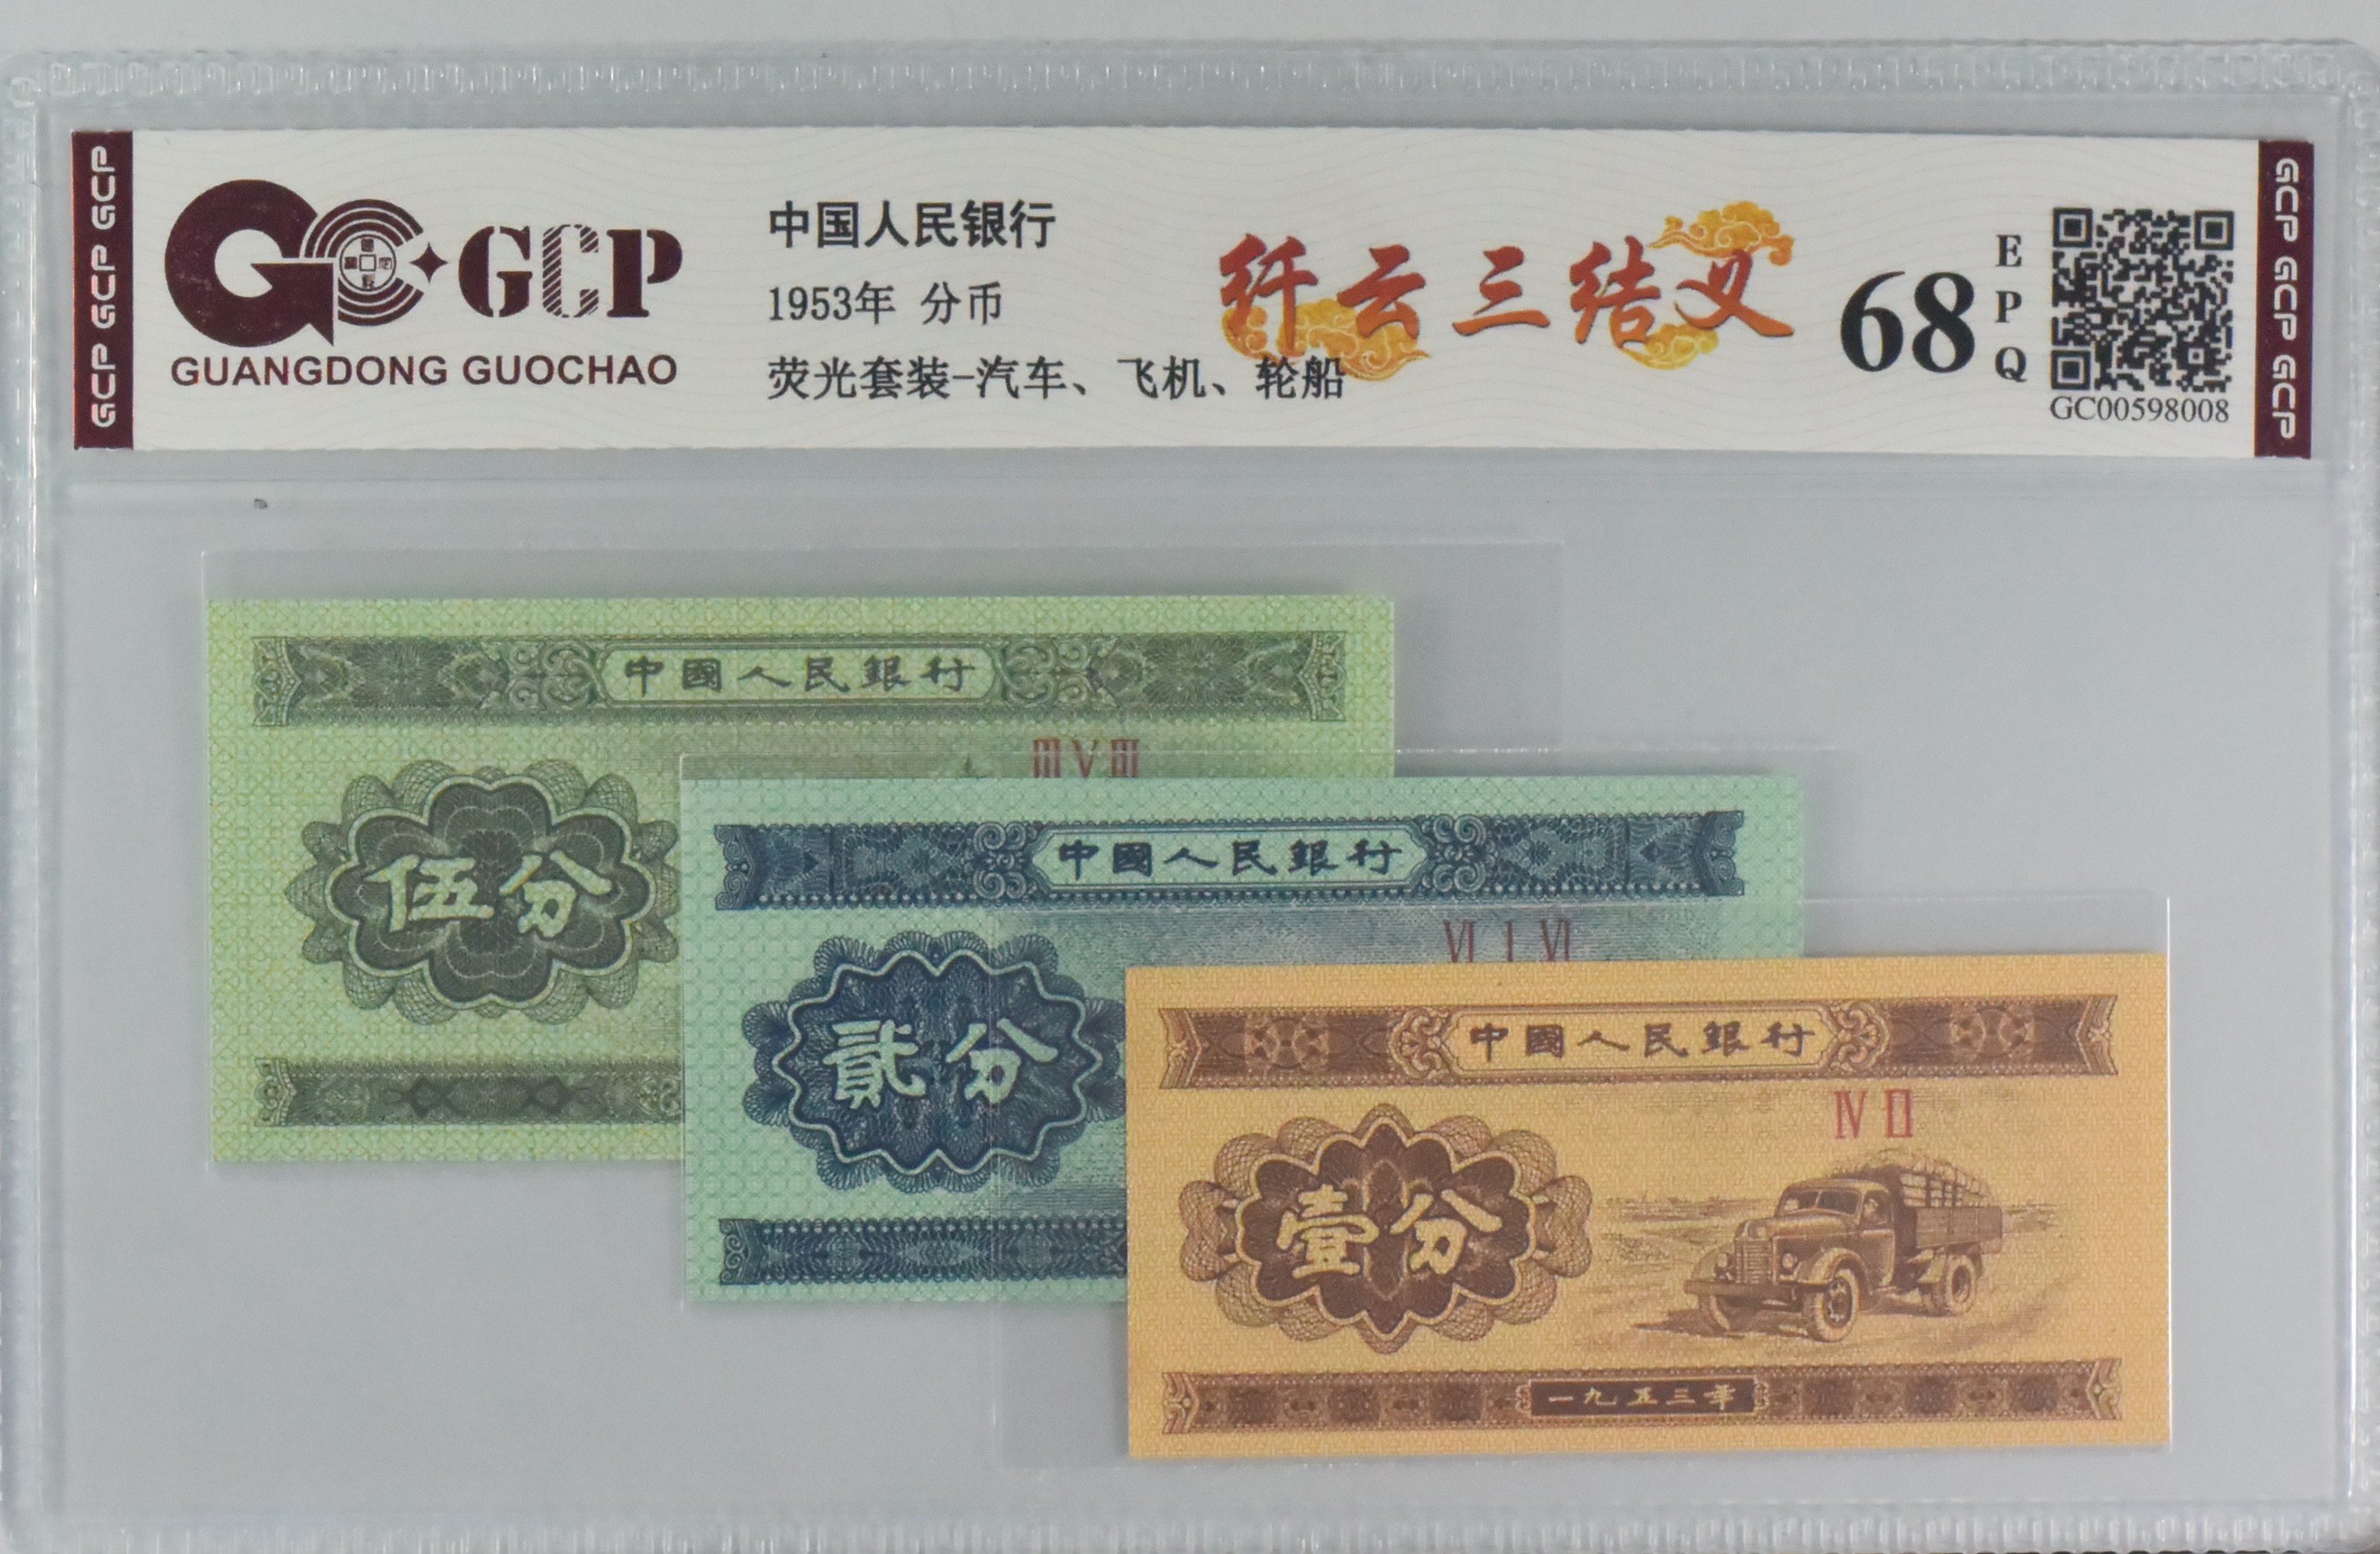 GCP GCP GCP
GCP
GUANGDONG GUOCHAO
中国人民银行
1953年 分币
荧光套装-汽车、飞机、轮船
纤云三结义
68
EPQ
GC00598008
GCP GCP GCP
中國人民銀行
III V III
伍分
中國人民銀行
VI I VI
貳分
中國人民銀行
IV II
壹分
一九五三年